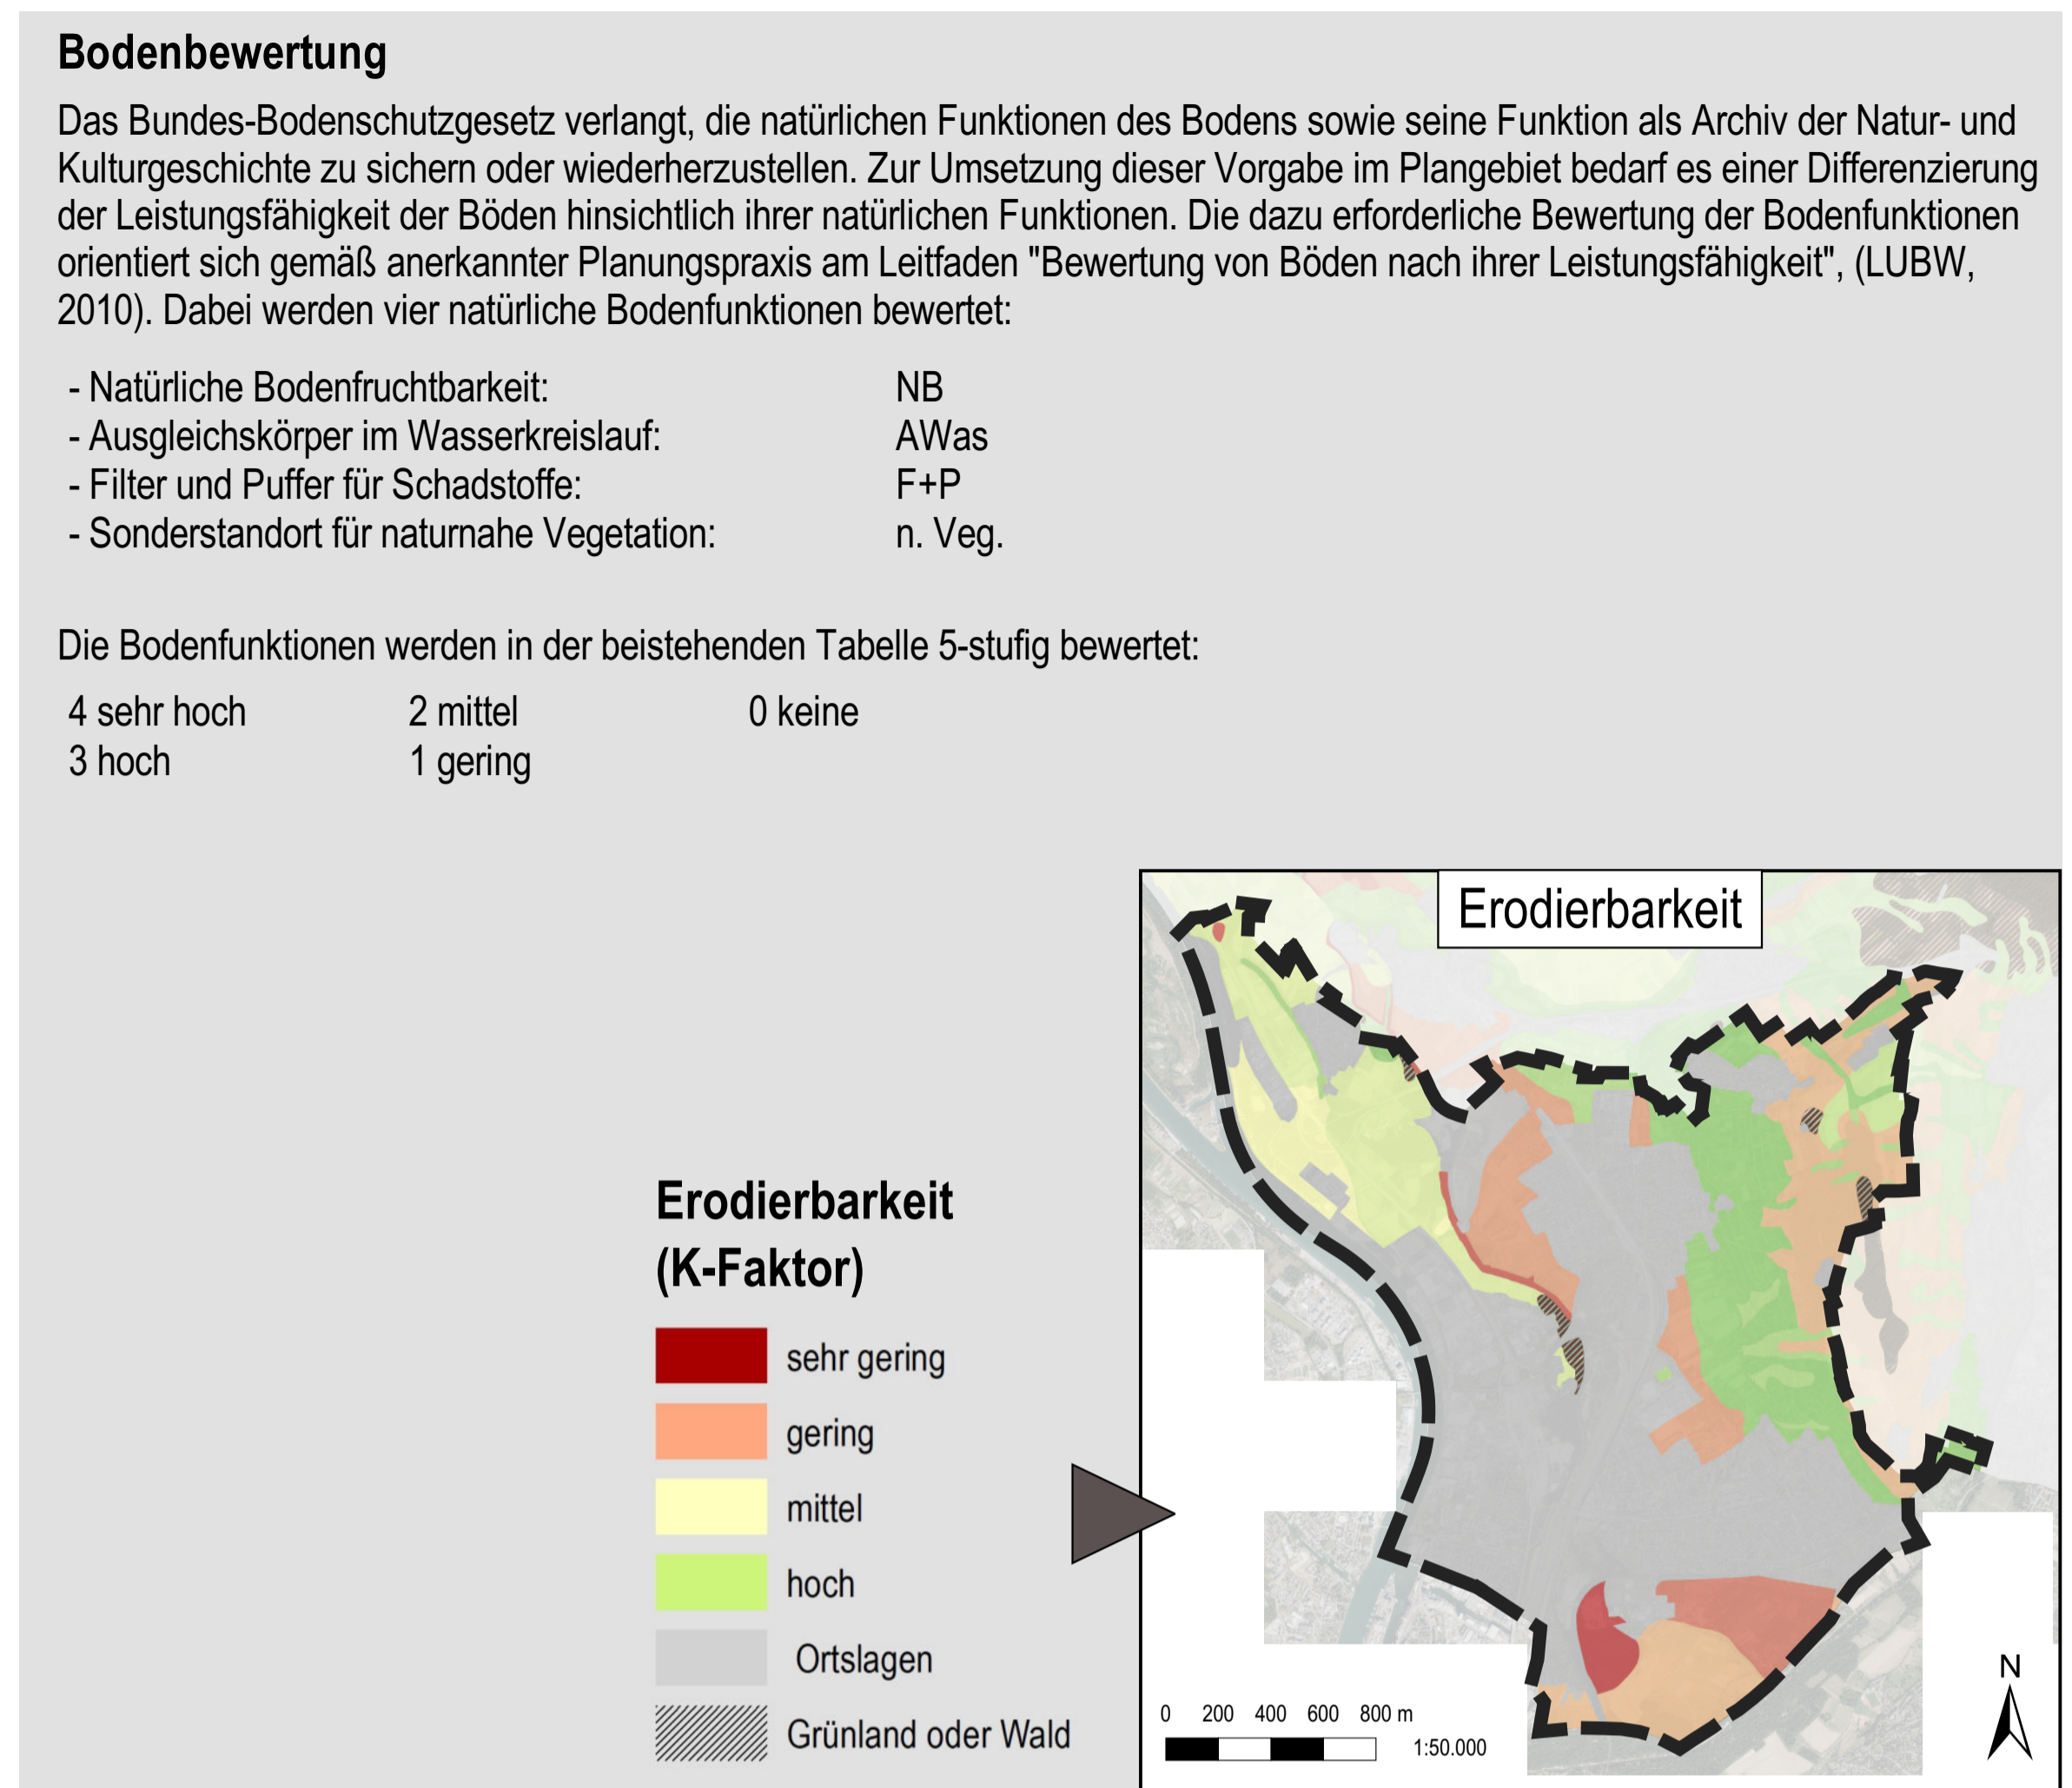 Bodenbewertung
Das Bundes-Bodenschutzgesetz verlangt, die natürlichen Funktionen des Bodens sowie seine Funktion als Archiv der Natur- und
Kulturgeschichte zu sichern oder wiederherzustellen. Zur Umsetzung dieser Vorgabe im Plangebiet bedarf es einer Differenzierung
der Leistungsfähigkeit der Böden hinsichtlich ihrer natürlichen Funktionen. Die dazu erforderliche Bewertung der Bodenfunktionen
orientiert sich gemäß anerkannter Planungspraxis am Leitfaden "Bewertung von Böden nach ihrer Leistungsfähigkeit", (LUBW,
2010). Dabei werden vier natürliche Bodenfunktionen bewertet:
- Natürliche Bodenfruchtbarkeit: NB
- Ausgleichskörper im Wasserkreislauf: AWas
- Filter und Puffer für Schadstoffe: F+P
- Sonderstandort für naturnahe Vegetation: n. Veg.
Die Bodenfunktionen werden in der beistehenden Tabelle 5-stufig bewertet:
4 sehr hoch 2 mittel 0 keine
3 hoch 1 gering
Erodierbarkeit
Erodierbarkeit
(K-Faktor)
sehr gering
gering
mittel
hoch
Ortslagen
Grünland oder Wald
0 200 400 600 800 m
1:50.000
N